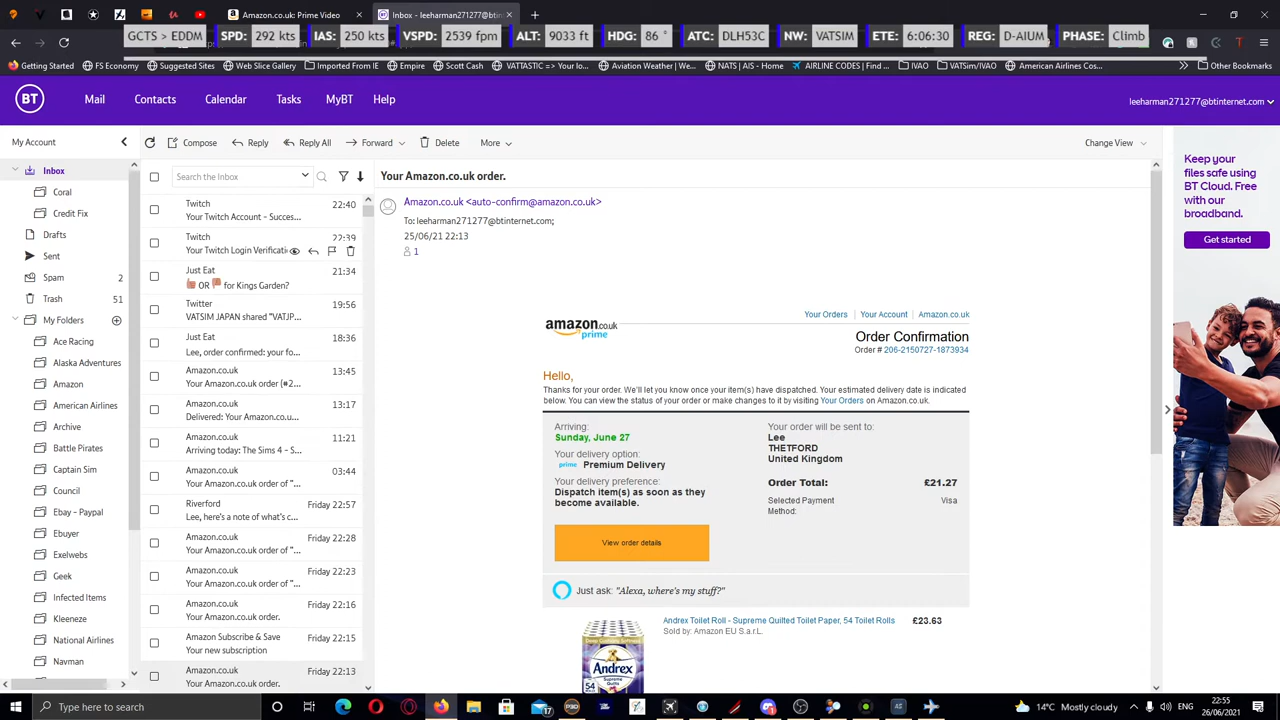 Amazon.co.uk: Prime Video
Inbox - leeharman271277@btinternet.com
GCTS > EDDM SPD: 292 kts IAS: 250 kts VSPD: 2539 fpm ALT: 9033 ft HDG: 86 ° ATC: DLH53C NW: VATSIM ETE: 6:06:30 REG: D-AIUM PHASE: Climb
Getting Started FS Economy Suggested Sites Web Slice Gallery Imported From IE Empire Scott Cash VATTASTIC => Your lo... Aviation Weather | We... NATS | AIS - Home AIRLINE CODES | Find ... IVAO VATSim/IVAO American Airlines Cos... Other Bookmarks
BT Mail Contacts Calendar Tasks MyBT Help leeharman271277@btinternet.com
My Account
Compose Reply Reply All Forward Delete More Change View
Inbox
Coral
Credit Fix
Drafts
Sent
Spam 2
Trash 51
My Folders
Ace Racing
Alaska Adventures
Amazon
American Airlines
Archive
Battle Pirates
Captain Sim
Council
Ebay - Paypal
Ebuyer
Exelwebs
Geek
Infected Items
Kleeneze
National Airlines
Navman
Search the Inbox
Twitch 22:40
Your Twitch Account - Succes...
Twitch 22:39
Your Twitch Login Verificati
Just Eat 21:34
OR for Kings Garden?
Twitter 19:56
VATSIM JAPAN shared "VATJP...
Just Eat 18:36
Lee, order confirmed: your fo...
Amazon.co.uk 13:45
Your Amazon.co.uk order (#2...
Amazon.co.uk 13:17
Delivered: Your Amazon.co.u...
Amazon.co.uk 11:21
Arriving today: The Sims 4 – S...
Amazon.co.uk 03:44
Your Amazon.co.uk order of "...
Riverford Friday 22:57
Lee, here's a note of what's c...
Amazon.co.uk Friday 22:28
Your Amazon.co.uk order of "...
Amazon.co.uk Friday 22:23
Your Amazon.co.uk order of "...
Amazon.co.uk Friday 22:16
Your Amazon.co.uk order.
Amazon Subscribe & Save Friday 22:15
Your new subscription
Amazon.co.uk Friday 22:13
Your Amazon.co.uk order.
Your Amazon.co.uk order.
Amazon.co.uk <auto-confirm@amazon.co.uk>
To: leeharman271277@btinternet.com;
25/06/21 22:13
1
Your Orders | Your Account | Amazon.co.uk
amazon.co.uk
prime
Order Confirmation
Order # 206-2150727-1873934
Hello,
Thanks for your order. We'll let you know once your item(s) have dispatched. Your estimated delivery date is indicated
below. You can view the status of your order or make changes to it by visiting Your Orders on Amazon.co.uk.
Arriving:
Sunday, June 27
Your delivery option:
prime Premium Delivery
Your delivery preference:
Dispatch item(s) as soon as they
become available.
View order details
Your order will be sent to:
Lee
THETFORD
United Kingdom
Order Total: £21.27
Selected Payment Visa
Method:
Just ask: "Alexa, where's my stuff?"
Andrex Toilet Roll - Supreme Quilted Toilet Paper, 54 Toilet Rolls £23.63
Sold by: Amazon EU S.a.r.L.
Andrex
Supreme
Quilts
54
Keep your
files safe using
BT Cloud. Free
with our
broadband.
Get started
Type here to search
17
14°C Mostly cloudy
22:55
26/06/2021